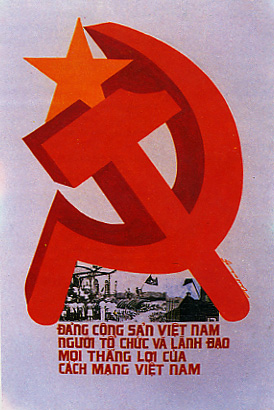 ĐẢNG CỘNG SẢN VIỆT NAM
NGƯỜI TỔ CHỨC VÀ LÃNH ĐẠO
MỌI THẮNG LỢI CỦA
CÁCH MẠNG VIỆT NAM